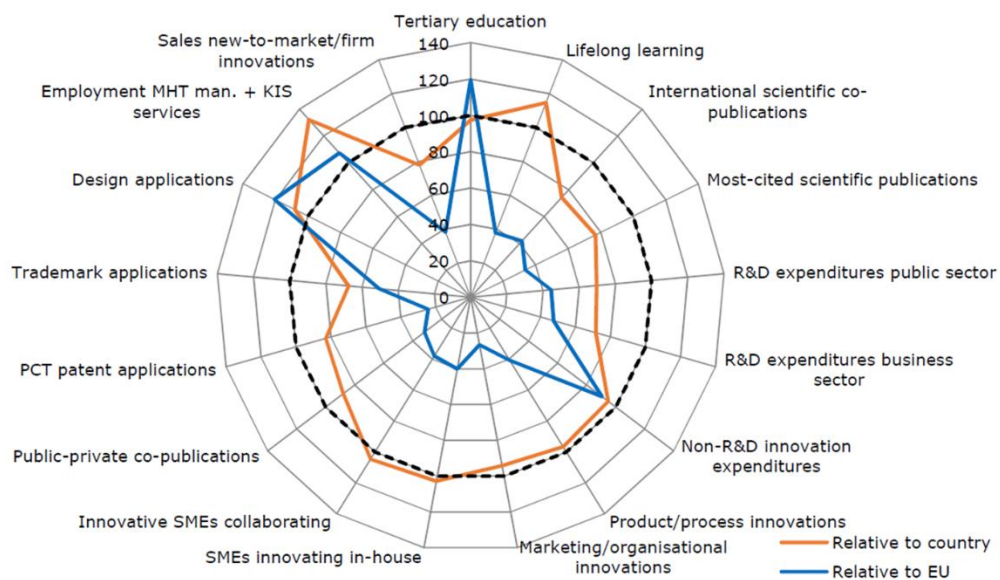 Tertiary education
Lifelong learning
International scientific co-
publications
Most-cited scientific publications
R&D expenditures public sector
R&D expenditures business
sector
Non-R&D innovation
expenditures
Product/process innovations
Marketing/organisational
innovations
SMEs innovating in-house
Innovative SMEs collaborating
Public-private co-publications
PCT patent applications
Trademark applications
Design applications
Employment MHT man. + KIS
services
Sales new-to-market/firm
innovations
140
120
100
80
60
40
20
0
Relative to country
Relative to EU